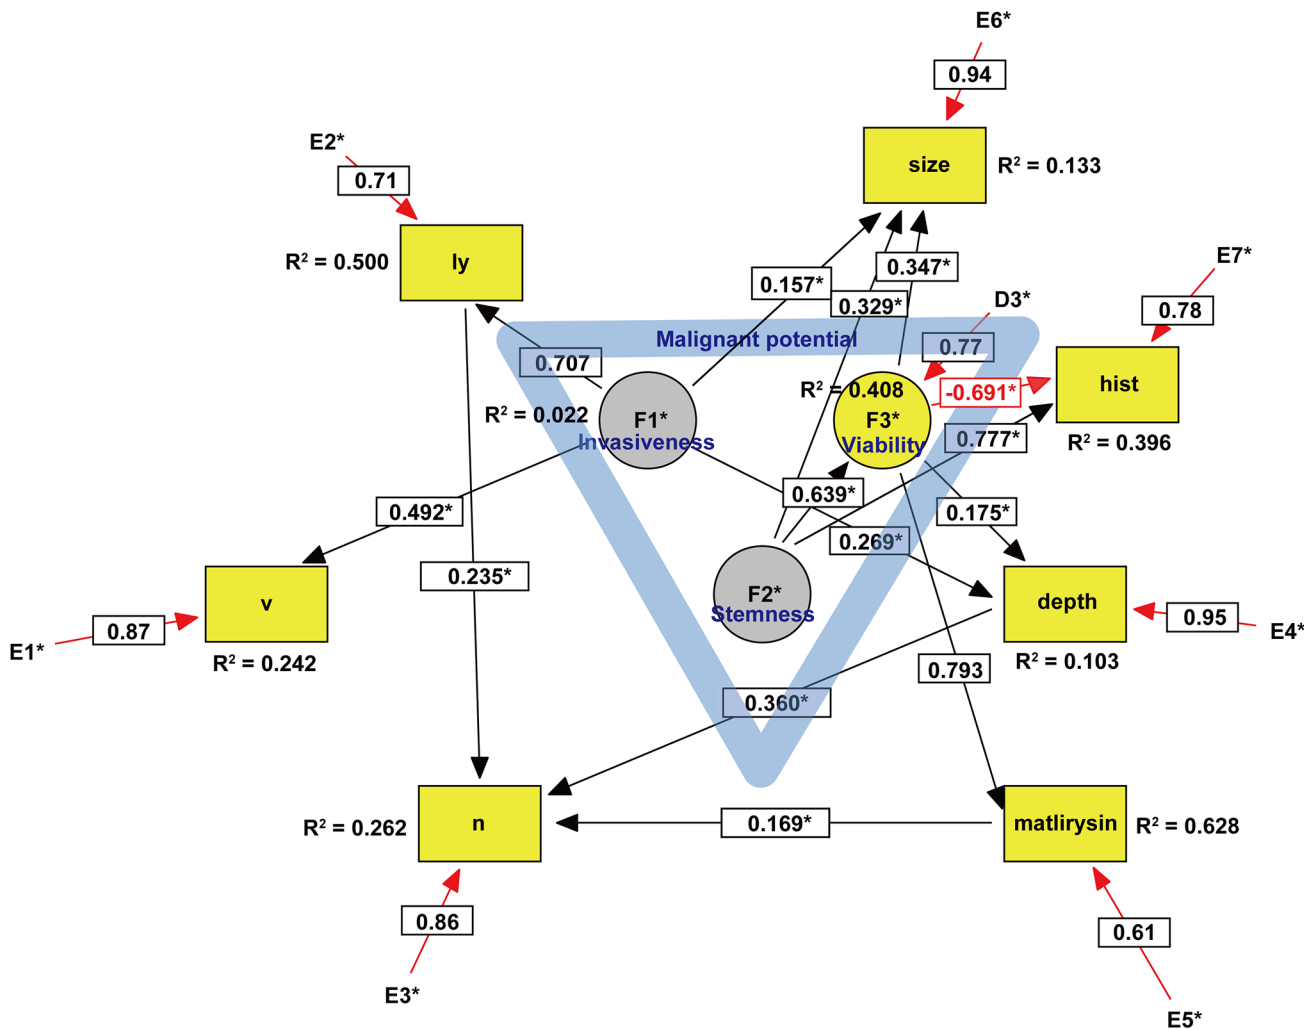 E6*
0.94
size
R² = 0.133
E2*
0.71
ly
R² = 0.500
E7*
0.78
0.157*
0.347*
0.329*
D3*
Malignant potential
0.77
0.707
R² = 0.408
-0.691*
hist
R² = 0.022
F1*
Invasiveness
F3*
Viability
0.777*
R² = 0.396
0.492*
0.639*
0.175*
0.269*
0.235*
F2*
Stemness
v
depth
0.87
E1*
R² = 0.242
0.95
E4*
R² = 0.103
0.793
0.360*
R² = 0.262
n
0.169*
matlirysin
R² = 0.628
0.86
E3*
0.61
E5*